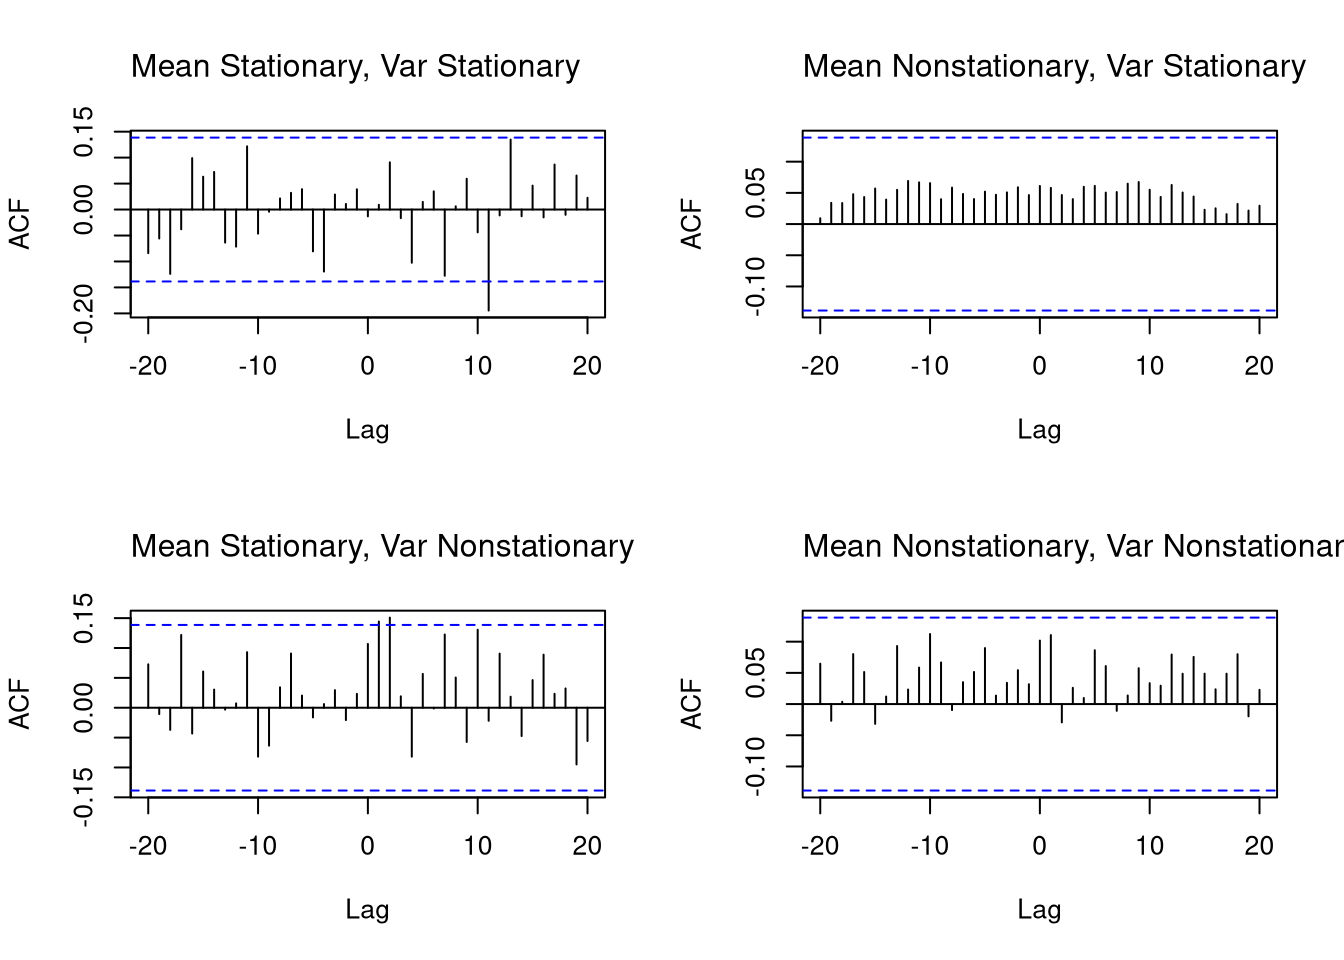 Mean Stationary, Var Stationary
ACF
0.15
0.00
-0.20
-20 -10 0 10 20
Lag
Mean Nonstationary, Var Stationary
ACF
0.05
-0.10
-20 -10 0 10 20
Lag
Mean Stationary, Var Nonstationary
ACF
0.15
0.00
-0.15
-20 -10 0 10 20
Lag
Mean Nonstationary, Var Nonstationar
ACF
0.05
-0.10
-20 -10 0 10 20
Lag